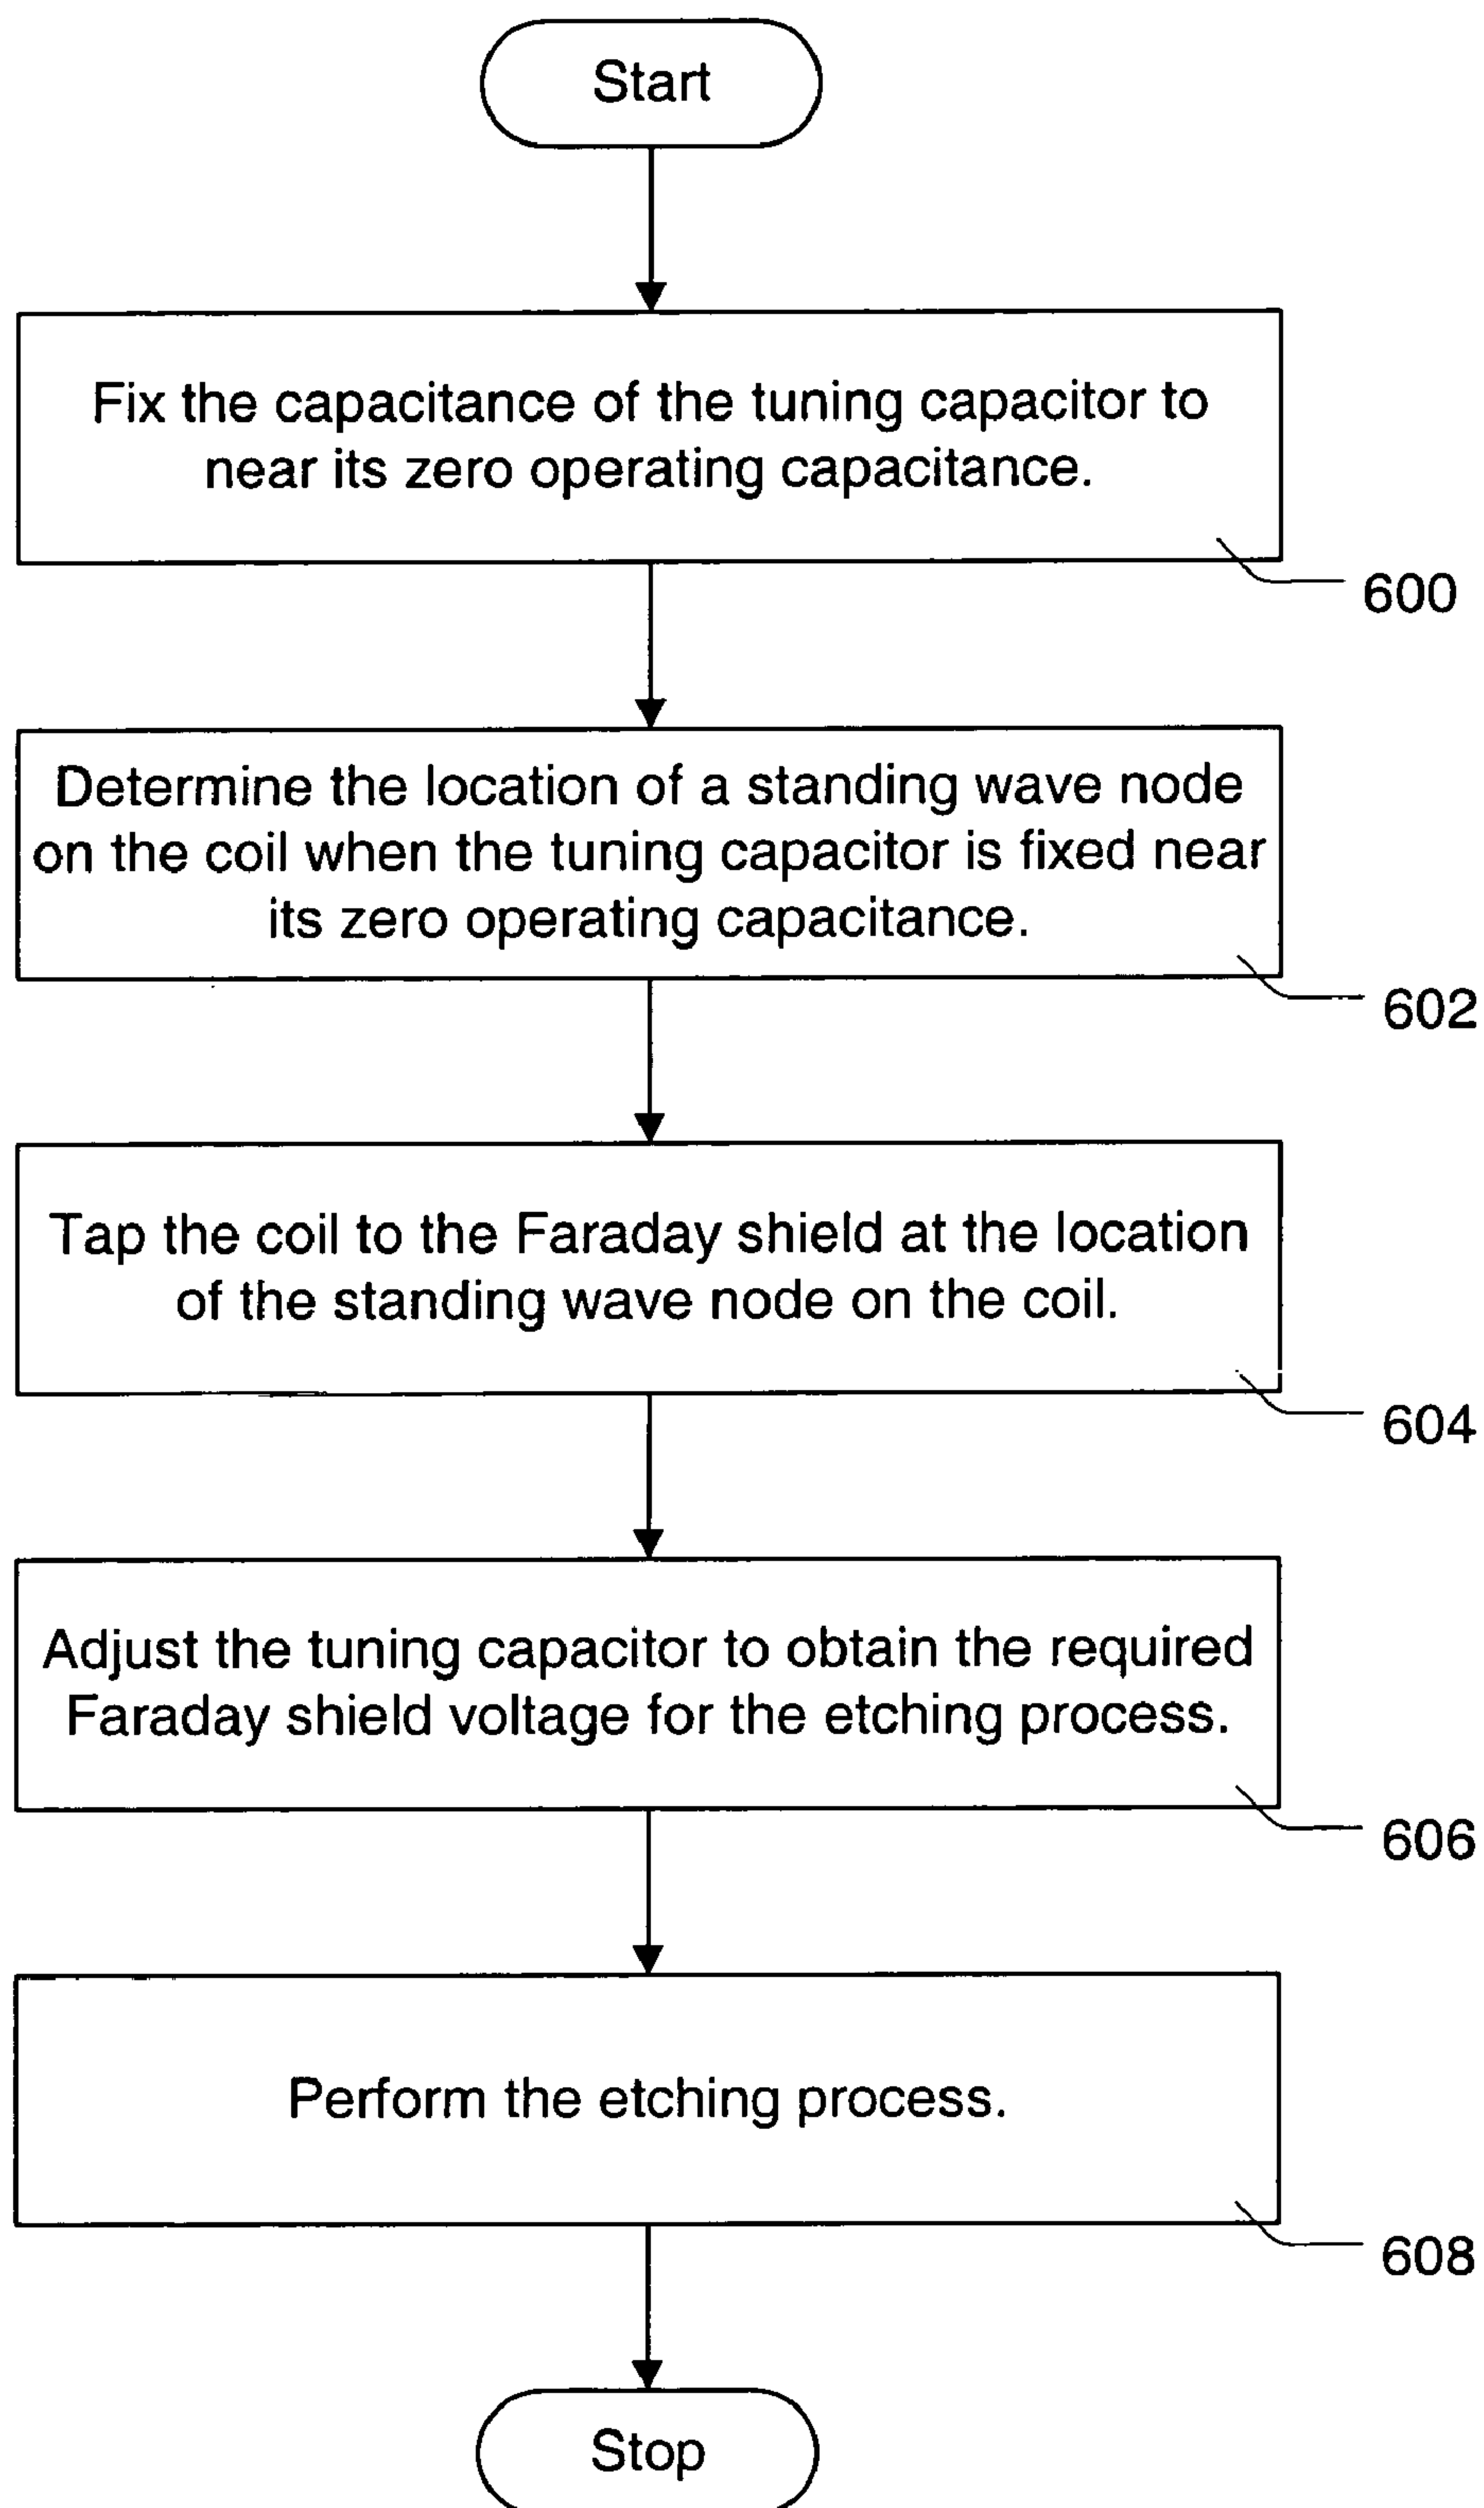 Start
Fix the capacitance of the tuning capacitor to
near its zero operating capacitance.
600
Determine the location of a standing wave node
on the coil when the tuning capacitor is fixed near
its zero operating capacitance.
602
Tap the coil to the Faraday shield at the location
of the standing wave node on the coil.
604
Adjust the tuning capacitor to obtain the required
Faraday shield voltage for the etching process.
606
Perform the etching process.
608
Stop